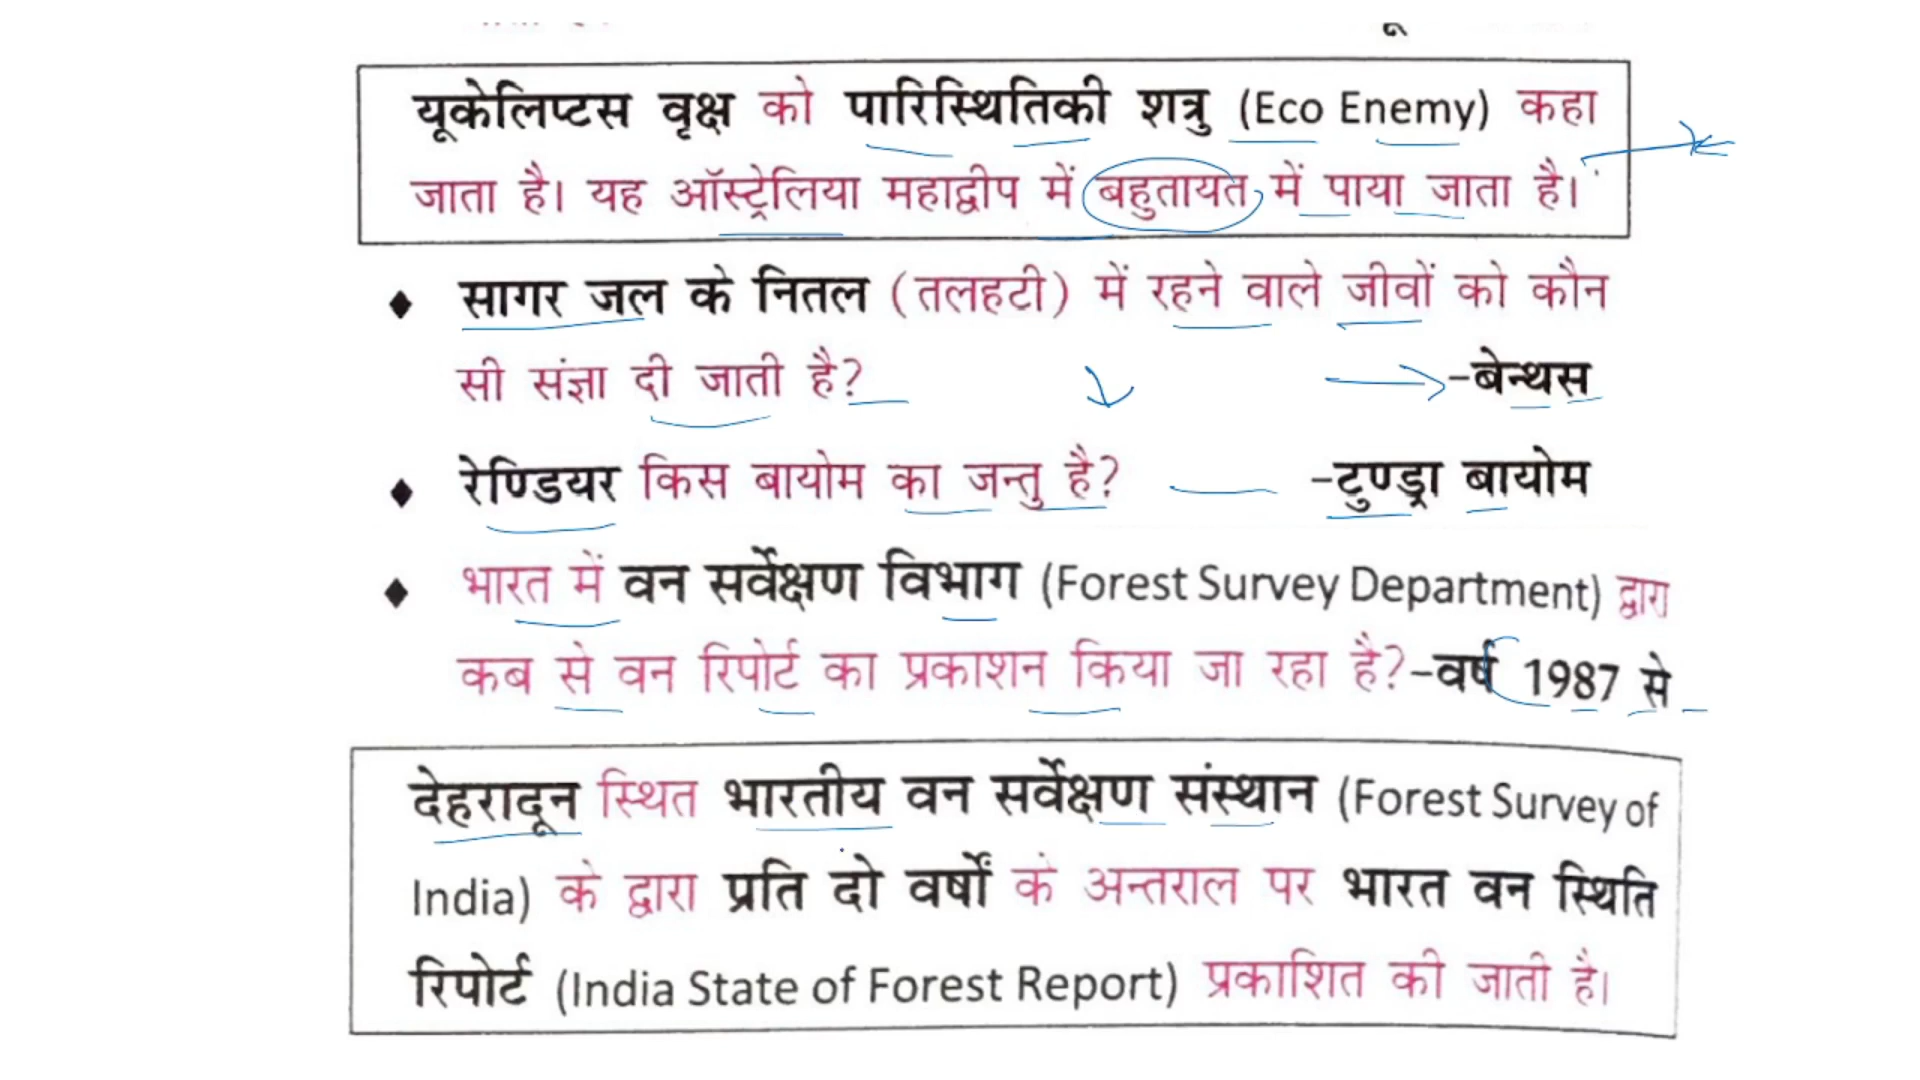 यूकेलिप्टस वृक्ष को पारिस्थितिकी शत्रु (Eco Enemy) कहा
जाता है। यह ऑस्ट्रेलिया महाद्वीप में बहुतायत में पाया जाता है।
♦ सागर जल के नितल (तलहटी) में रहने वाले जीवों को कौन
सी संज्ञा दी जाती है? -बेन्थस
♦ रेण्डियर किस बायोम का जन्तु है? -टुण्ड्रा बायोम
♦ भारत में वन सर्वेक्षण विभाग (Forest Survey Department) द्वारा
कब से वन रिपोर्ट का प्रकाशन किया जा रहा है?-वर्ष 1987 से
देहरादून स्थित भारतीय वन सर्वेक्षण संस्थान (Forest Survey of
India) के द्वारा प्रति दो वर्षों के अन्तराल पर भारत वन स्थिति
रिपोर्ट (India State of Forest Report) प्रकाशित की जाती है।